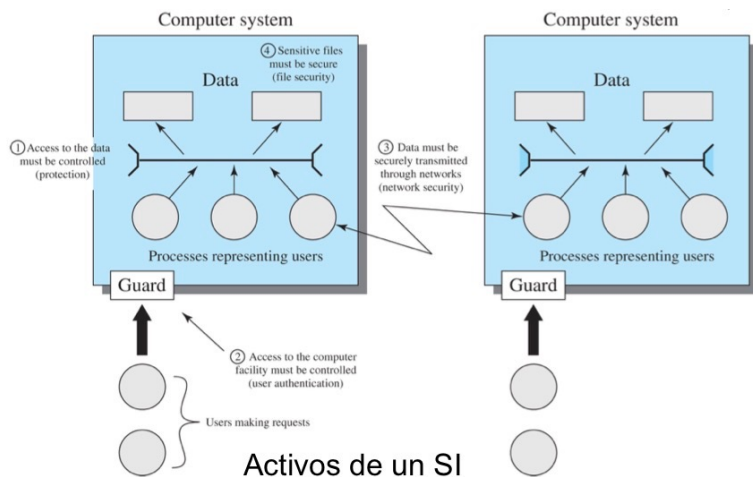 Computer system
④ Sensitive files
must be secure
(file security)
Data
① Access to the data
must be controlled
(protection)
Processes representing users
Guard
② Access to the computer
facility must be controlled
(user authentication)
Users making requests
③ Data must be
securely transmitted
through networks
(network security)
Computer system
Data
Processes representing users
Guard
Activos de un SI